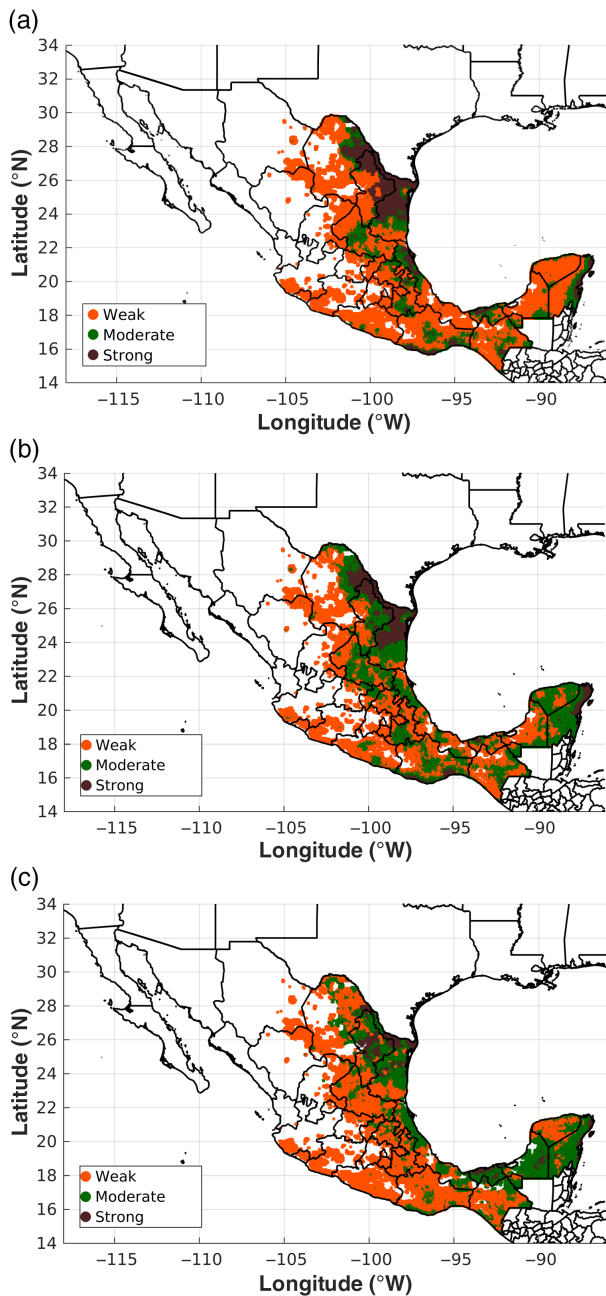 (a)
34
32
30
28
26
24
22
20
18
16
14
Latitude (°N)
Weak
Moderate
Strong
−115 −110 −105 −100 −95 −90
Longitude (°W)
(b)
34
32
30
28
26
24
22
20
18
16
14
Latitude (°N)
Weak
Moderate
Strong
−115 −110 −105 −100 −95 −90
Longitude (°W)
(c)
34
32
30
28
26
24
22
20
18
16
14
Latitude (°N)
Weak
Moderate
Strong
−115 −110 −105 −100 −95 −90
Longitude (°W)